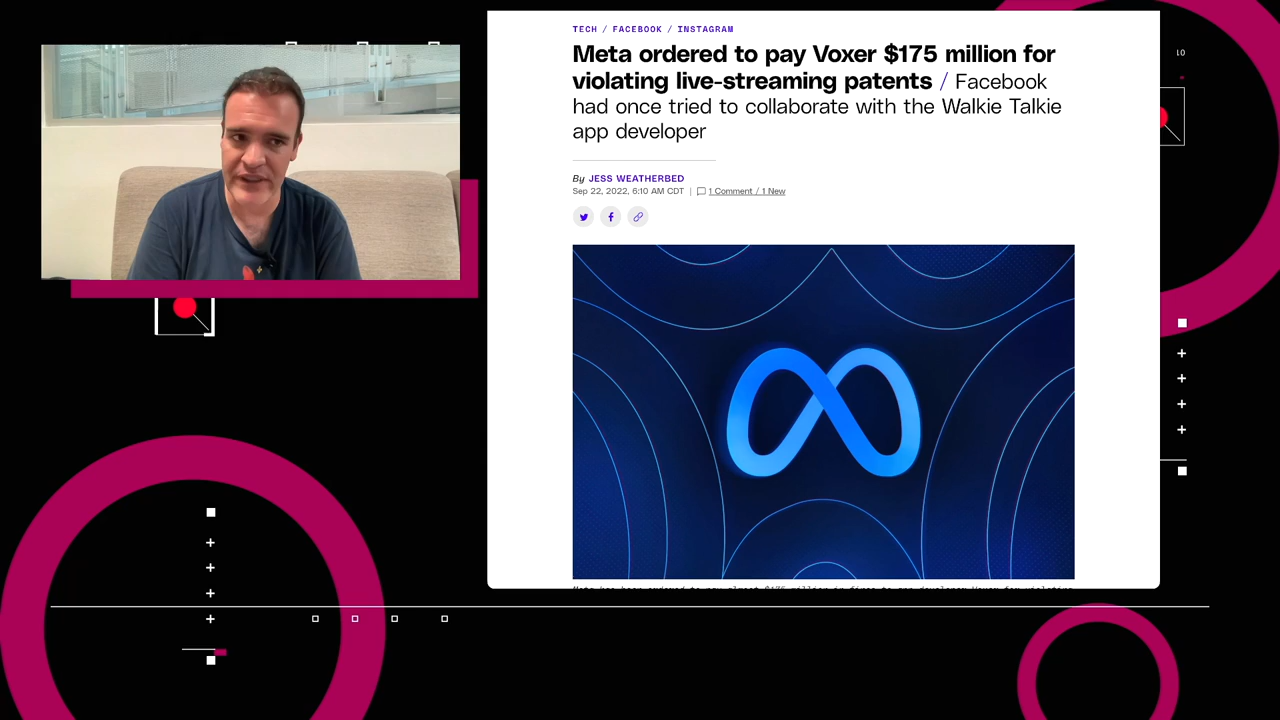 TECH / FACEBOOK / INSTAGRAM
Meta ordered to pay Voxer $175 million for
violating live-streaming patents / Facebook
had once tried to collaborate with the Walkie Talkie
app developer
By JESS WEATHERBED
Sep 22, 2022, 6:10 AM CDT | 1 Comment / 1 New